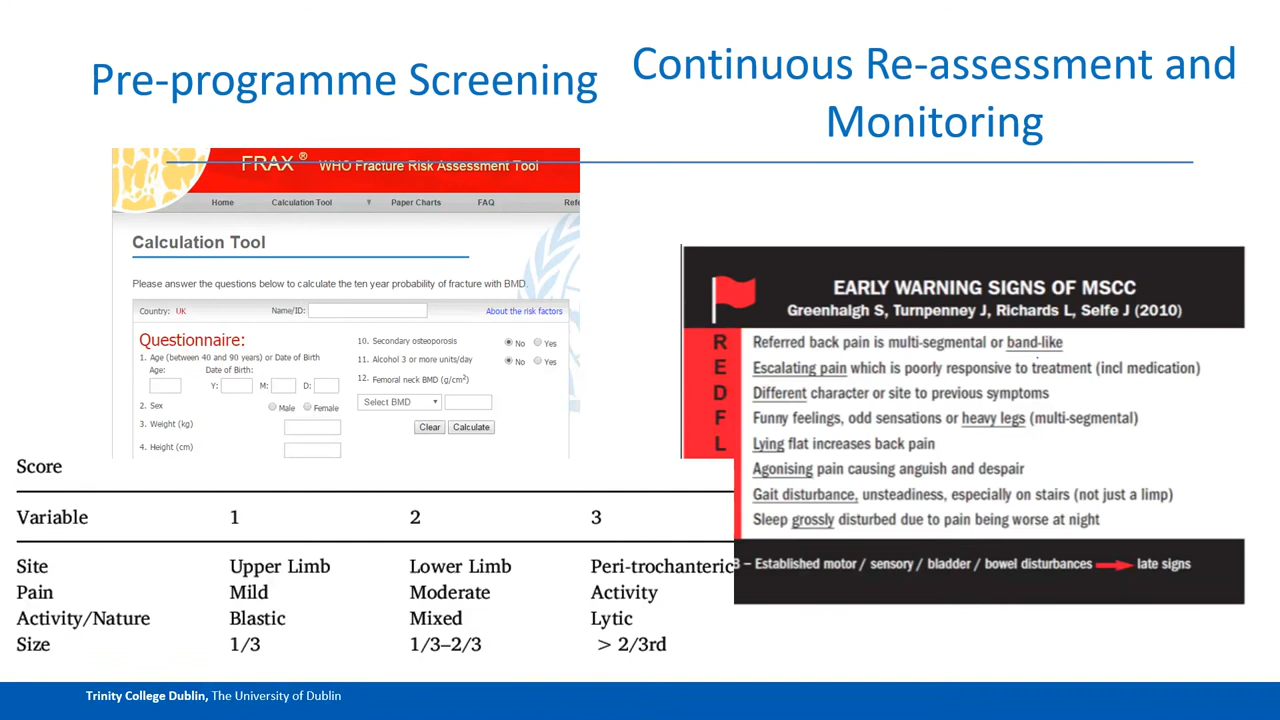 Pre-programme Screening
Continuous Re-assessment and
Monitoring
FRAX ® WHO Fracture Risk Assessment Tool
Home Calculation Tool ▼ Paper Charts FAQ Refe
Calculation Tool
Please answer the questions below to calculate the ten year probability of fracture with BMD.
Country: UK Name/ID: About the risk factors
Questionnaire:
1. Age (between 40 and 90 years) or Date of Birth
Age: Date of Birth:
Y: M: D:
2. Sex Male Female
3. Weight (kg)
4. Height (cm)
10. Secondary osteoporosis No Yes
11. Alcohol 3 or more units/day No Yes
12. Femoral neck BMD (g/cm²)
Select BMD
Clear Calculate
Score
Variable 1 2 3
Site Upper Limb Lower Limb Peri-trochanteric
Pain Mild Moderate Activity
Activity/Nature Blastic Mixed Lytic
Size 1/3 1/3–2/3 > 2/3rd
EARLY WARNING SIGNS OF MSCC
Greenhalgh S, Turnpenney J, Richards L, Selfe J (2010)
R Referred back pain is multi-segmental or band-like
E Escalating pain which is poorly responsive to treatment (incl medication)
D Different character or site to previous symptoms
F Funny feelings, odd sensations or heavy legs (multi-segmental)
L Lying flat increases back pain
Agonising pain causing anguish and despair
Gait disturbance, unsteadiness, especially on stairs (not just a limp)
Sleep grossly disturbed due to pain being worse at night
– Established motor / sensory / bladder / bowel disturbances late signs
Trinity College Dublin, The University of Dublin